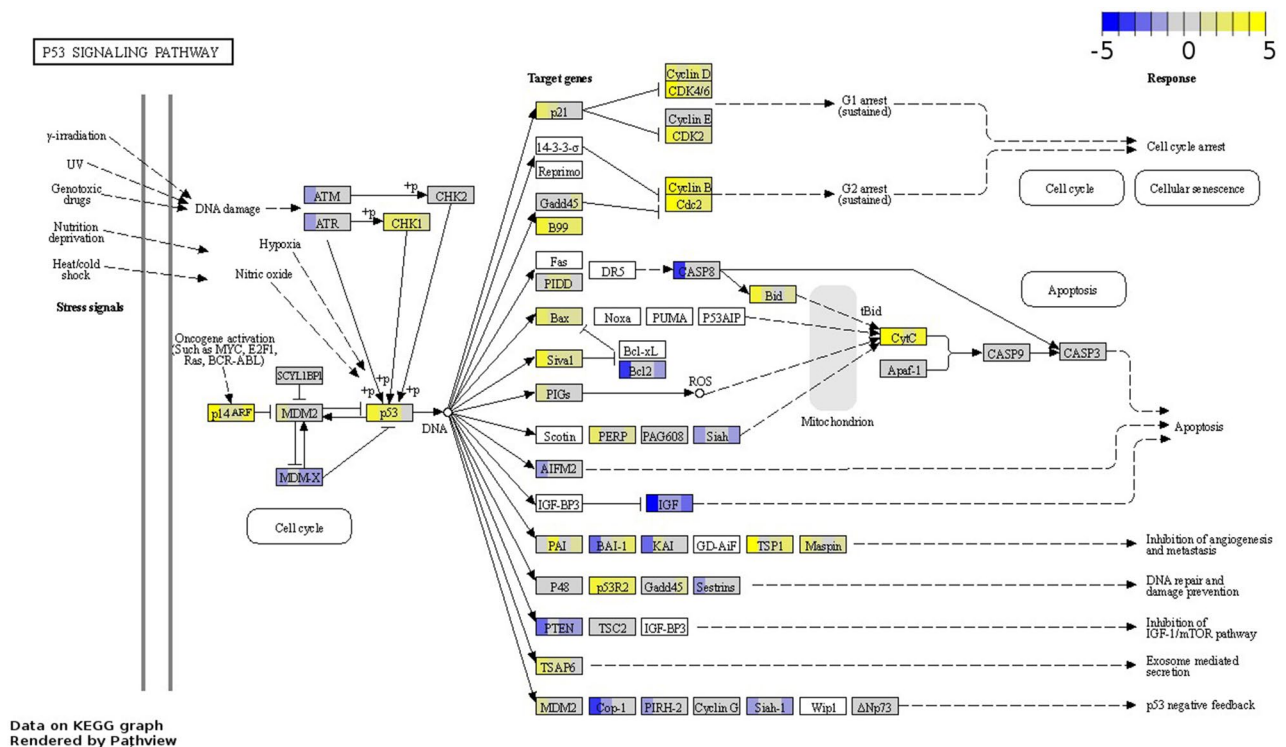 P53 SIGNALING PATHWAY
-5 0 5
Target genes
Response
γ-irradiation
UV
Genotoxic
drugs
Nutrition
deprivation
Heat/cold
shock
Stress signals
DNA damage
ATM
+p
CHK2
ATR
+p
CHK1
Hypoxia
Nitric oxide
Oncogene activation
(Such as MYC, E2F1,
Ras, BCR-ABL)
SCYL1BP1
+p
+p
+p
p14ARF
MDM2
p53
DNA
MDM-X
Cell cycle
p21
Cyclin D
CDK4/6
Cyclin E
CDK2
G1 arrest
(sustained)
14-3-3-σ
Reprimo
Cyclin B
Cdc2
G2 arrest
(sustained)
Cell cycle arrest
Cell cycle
Cellular senescence
Gadd45
B99
Fas
PIDD
DR5
CASP8
Bid
tBid
Apoptosis
Bax
Noxa
PUMA
P53AIP
CytC
Siva1
Bcl-xL
Bcl2
CASP9
CASP3
Apaf-1
PIGs
ROS
Mitochondrion
Scotin
PERP
PAG608
Siah
Apoptosis
AIFM2
IGF-BP3
IGF
PAI
BAI-1
KAI
GD-AiF
TSP1
Maspin
Inhibition of angiogenesis
and metastasis
P48
p53R2
Gadd45
Sestrins
DNA repair and
damage prevention
PTEN
TSC2
IGF-BP3
Inhibition of
IGF-1/mTOR pathway
TSAP6
Exosome mediated
secretion
MDM2
Cop-1
PIRH-2
Cyclin G
Siah-1
Wip1
ΔNp73
p53 negative feedback
Data on KEGG graph
Rendered by Pathview